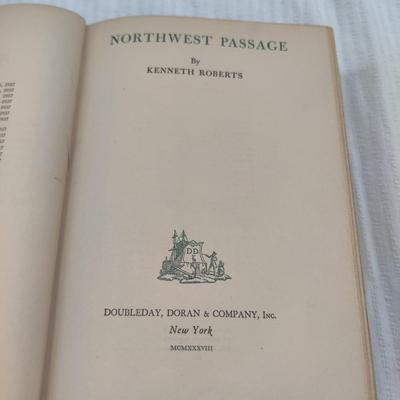 NORTHWEST PASSAGE
By
KENNETH ROBERTS
DD
DOUBLEDAY, DORAN & COMPANY, INC.
New York
MCMXXXVIII